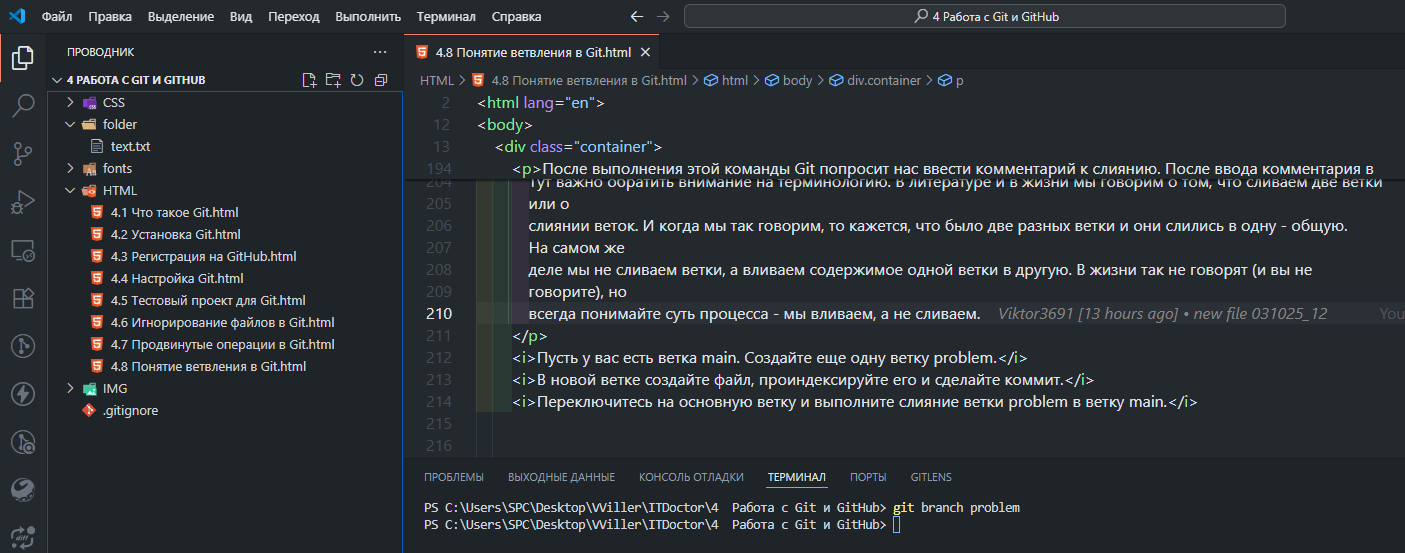 Файл Правка Выделение Вид Переход Выполнить Терминал Справка
4 Работа с Git и GitHub
ПРОВОДНИК
4 РАБОТА С GIT И GITHUB
CSS
folder
text.txt
fonts
HTML
4.1 Что такое Git.html
4.2 Установка Git.html
4.3 Регистрация на GitHub.html
4.4 Настройка Git.html
4.5 Тестовый проект для Git.html
4.6 Игнорирование файлов в Git.html
4.7 Продвинутые операции в Git.html
4.8 Понятие ветвления в Git.html
IMG
.gitignore
4.8 Понятие ветвления в Git.html
HTML > 4.8 Понятие ветвления в Git.html > html > body > div.container > p
2 <html lang="en">
12 <body>
13 <div class="container">
194 <p>После выполнения этой команды Git попросит нас ввести комментарий к слиянию. После ввода комментария в
204 Тут важно обратить внимание на терминологию. В литературе и в жизни мы говорим о том, что сливаем две ветки
205 или о
206 слиянии веток. И когда мы так говорим, то кажется, что было две разных ветки и они слились в одну - общую.
207 На самом же
208 деле мы не сливаем ветки, а вливаем содержимое одной ветки в другую. В жизни так не говорят (и вы не
209 говорите), но
210 всегда понимайте суть процесса - мы вливаем, а не сливаем. Viktor3691 [13 hours ago] • new file 031025_12 You
211 </p>
212 <i>Пусть у вас есть ветка main. Создайте еще одну ветку problem.</i>
213 <i>В новой ветке создайте файл, проиндексируйте его и сделайте коммит.</i>
214 <i>Переключитесь на основную ветку и выполните слияние ветки problem в ветку main.</i>
215
216
ПРОБЛЕМЫ ВЫХОДНЫЕ ДАННЫЕ КОНСОЛЬ ОТЛАДКИ ТЕРМИНАЛ ПОРТЫ GITLENS
PS C:\Users\SPC\Desktop\VViller\ITDoctor\4  Работа с Git и GitHub> git branch problem
PS C:\Users\SPC\Desktop\VViller\ITDoctor\4  Работа с Git и GitHub>